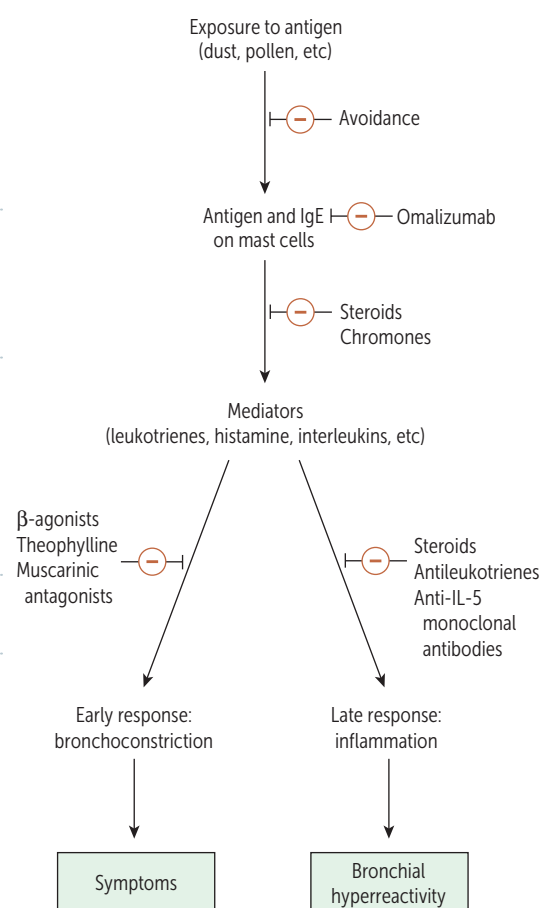 Exposure to antigen
(dust, pollen, etc)
− Avoidance
Antigen and IgE − Omalizumab
on mast cells
− Steroids
Chromones
Mediators
(leukotrienes, histamine, interleukins, etc)
β-agonists
Theophylline −
Muscarinic
antagonists
− Steroids
Antileukotrienes
Anti-IL-5
monoclonal
antibodies
Early response:
bronchoconstriction
Late response:
inflammation
Symptoms
Bronchial
hyperreactivity